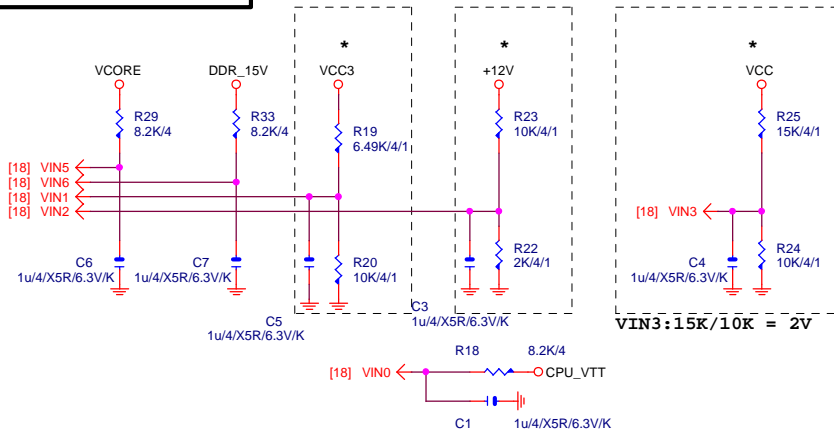 * * *
VCORE DDR_15V VCC3 +12V VCC
R29 R33 R23 R25
8.2K/4 8.2K/4 10K/4/1 15K/4/1
R19
6.49K/4/1
[18] VIN5
[18] VIN6
[18] VIN1
[18] VIN2 [18] VIN3
R22 R24
2K/4/1 10K/4/1
C6 C7 R20 C4
1u/4/X5R/6.3V/K 1u/4/X5R/6.3V/K 10K/4/1 1u/4/X5R/6.3V/K
C5 C3
1u/4/X5R/6.3V/K 1u/4/X5R/6.3V/K
VIN3:15K/10K = 2V
R18 8.2K/4
[18] VIN0 CPU_VTT
C1 1u/4/X5R/6.3V/K